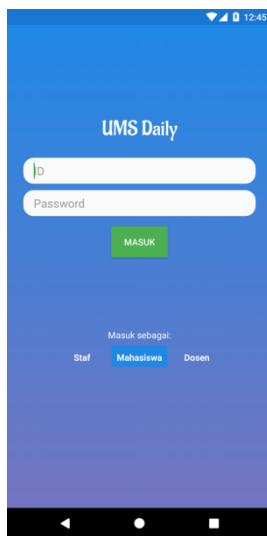 12:45
UMS Daily
ID
Password
MASUK
Masuk sebagai:
Staf Mahasiswa Dosen